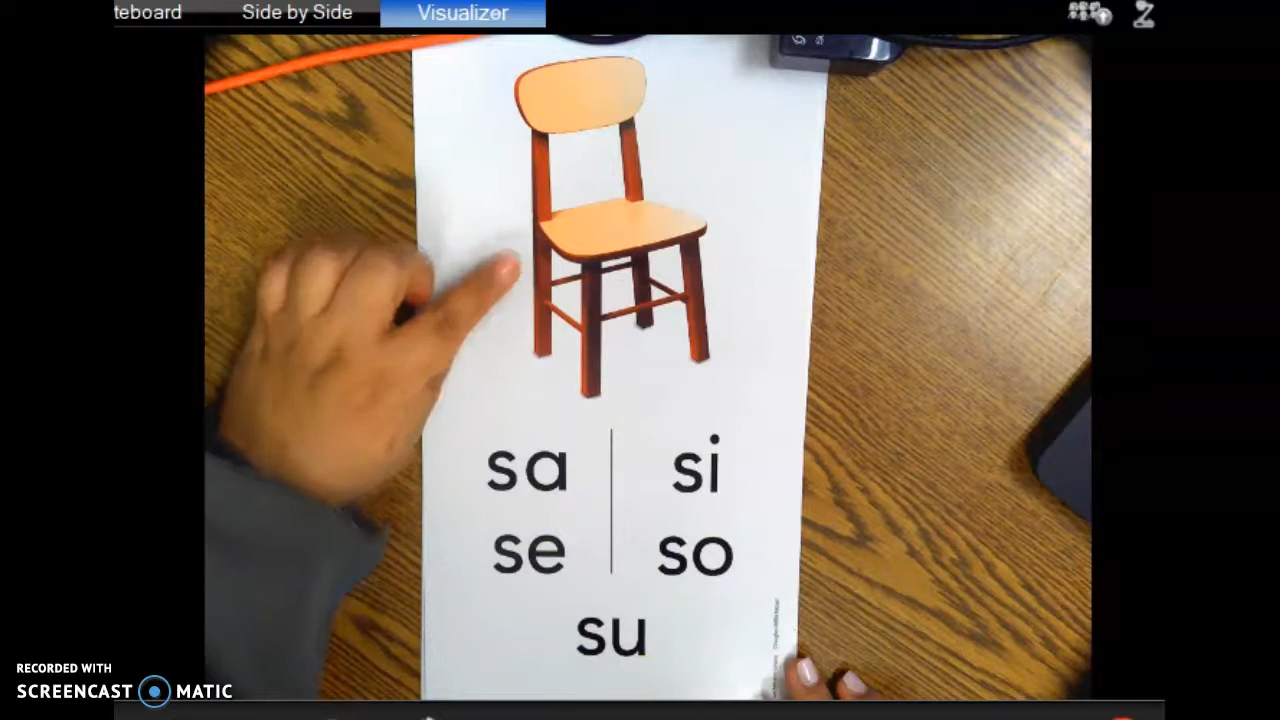 teboard Side by Side Visualizer
sa si
se so
su
RECORDED WITH
SCREENCAST MATIC